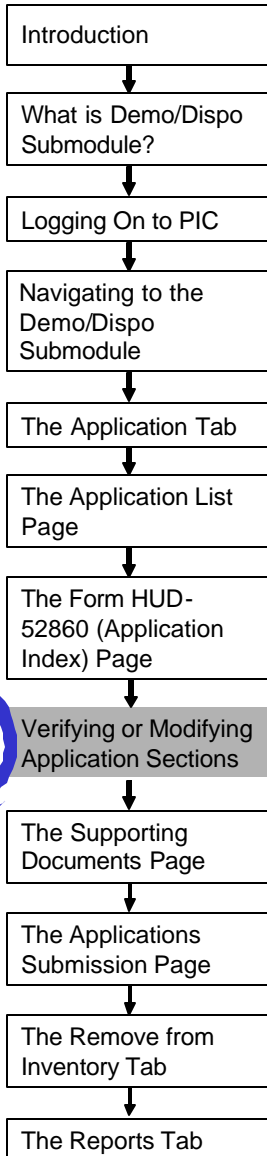 Introduction
What is Demo/Dispo
Submodule?
Logging On to PIC
Navigating to the
Demo/Dispo
Submodule
The Application Tab
The Application List
Page
The Form HUD-
52860 (Application
Index) Page
Verifying or Modifying
Application Sections
The Supporting
Documents Page
The Applications
Submission Page
The Remove from
Inventory Tab
The Reports Tab